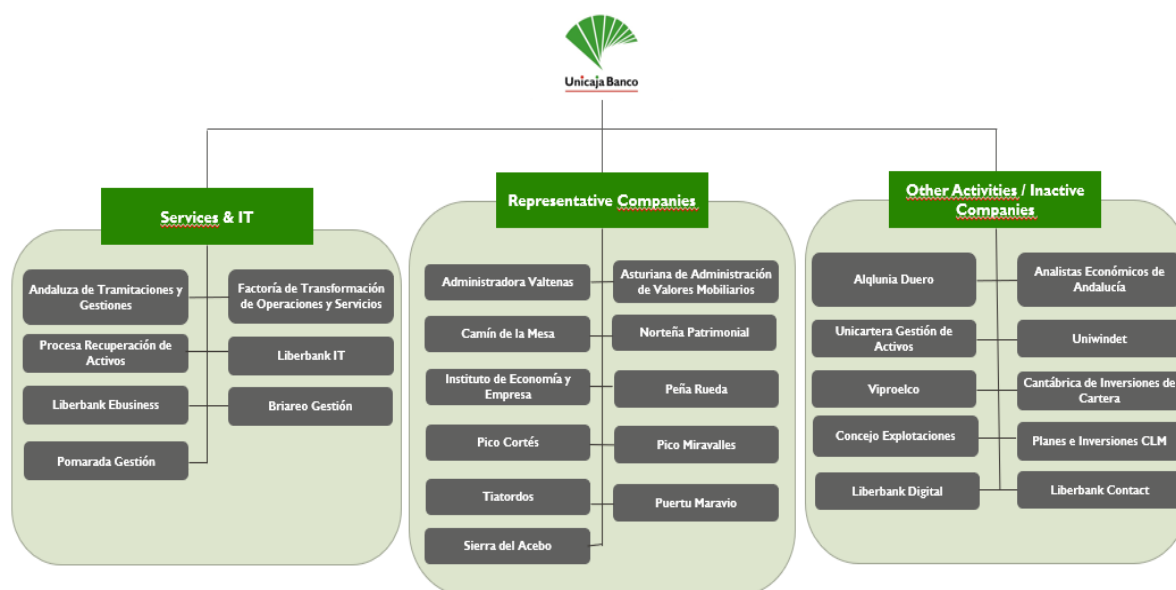 Unicaja Banco
Services & IT
Andaluza de Tramitaciones y
Gestiones
Factoría de Transformación
de Operaciones y Servicios
Procesa Recuperación de
Activos
Liberbank IT
Liberbank Ebusiness
Briareo Gestión
Pomarada Gestión
Representative Companies
Administradora Valtenas
Asturiana de Administración
de Valores Mobiliarios
Camín de la Mesa
Norteña Patrimonial
Instituto de Economía y
Empresa
Peña Rueda
Pico Cortés
Pico Miravalles
Tiatordos
Puertu Maravio
Sierra del Acebo
Other Activities / Inactive
Companies
Alqlunia Duero
Analistas Económicos de
Andalucía
Unicartera Gestión de
Activos
Uniwindet
Viproelco
Cantábrica de Inversiones de
Cartera
Concejo Explotaciones
Planes e Inversiones CLM
Liberbank Digital
Liberbank Contact